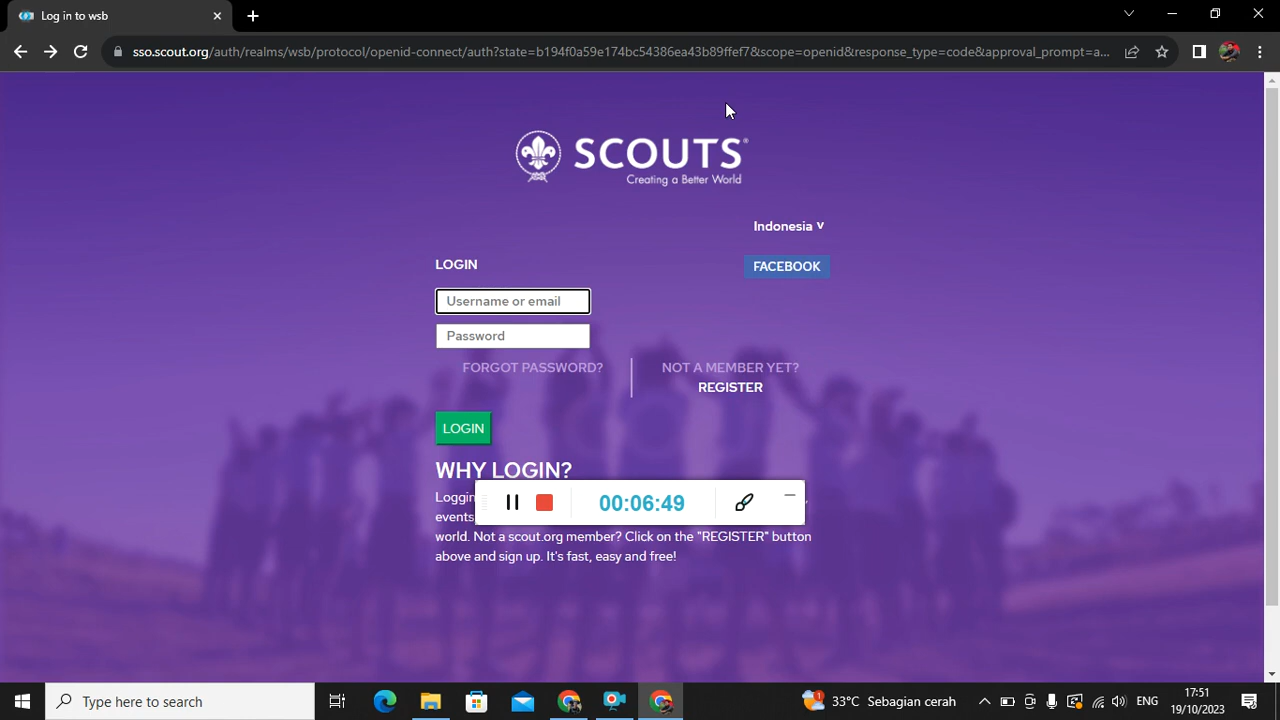 Log in to wsb
sso.scout.org/auth/realms/wsb/protocol/openid-connect/auth?state=b194f0a59e174bc54386ea43b89ffef7&scope=openid&response_type=code&approval_prompt=a...
SCOUTS®
Creating a Better World
Indonesia v
LOGIN
FACEBOOK
Username or email
Password
FORGOT PASSWORD?
NOT A MEMBER YET?
REGISTER
LOGIN
WHY LOGIN?
00:06:49
events
world. Not a scout.org member? Click on the "REGISTER" button
above and sign up. It's fast, easy and free!
Type here to search
1
33°C Sebagian cerah
ENG
17:51
19/10/2023